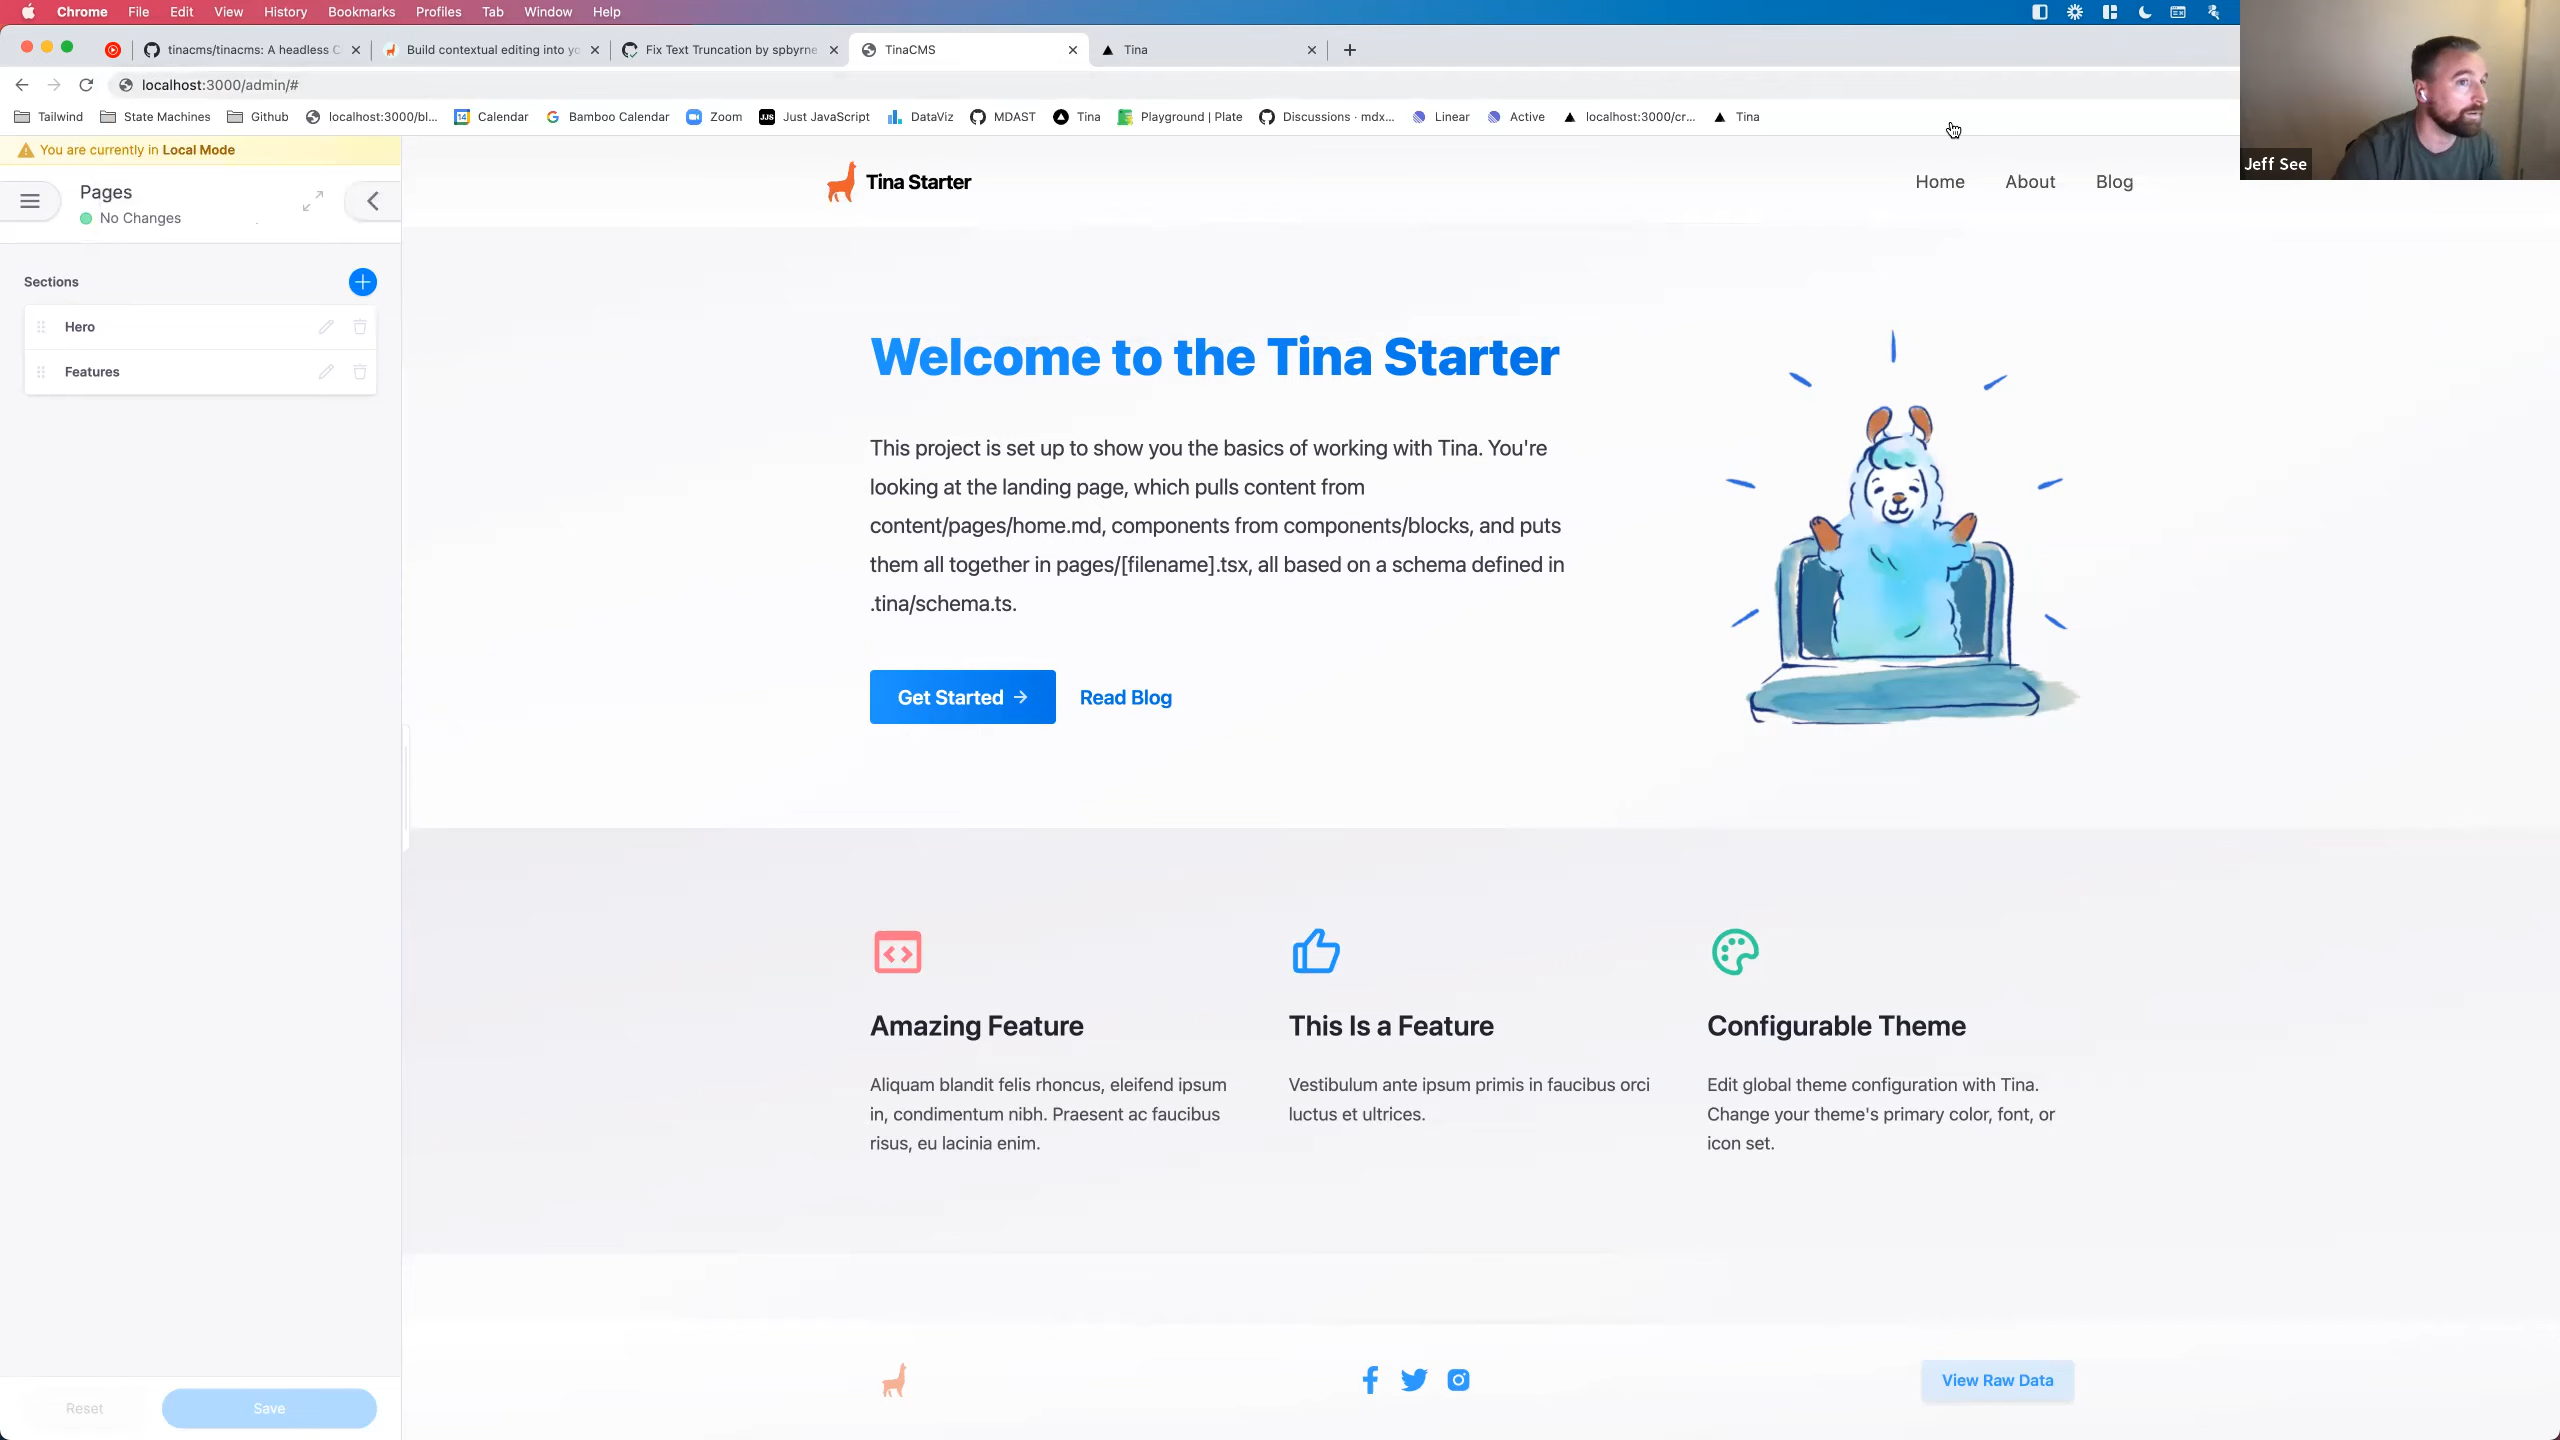 Chrome File Edit View History Bookmarks Profiles Tab Window Help
tinacms/tinacms: A headless C
Build contextual editing into yo
Fix Text Truncation by spbyrne
TinaCMS
Tina
localhost:3000/admin/#
Tailwind State Machines Github localhost:3000/bl... 14 Calendar Bamboo Calendar Zoom JJS Just JavaScript DataViz MDAST Tina Playground | Plate Discussions · mdx... Linear Active localhost:3000/cr... Tina
Jeff See
You are currently in Local Mode
Pages
No Changes
Sections
Hero
Features
Reset
Save
Tina Starter
Home About Blog
Welcome to the Tina Starter
This project is set up to show you the basics of working with Tina. You're
looking at the landing page, which pulls content from
content/pages/home.md, components from components/blocks, and puts
them all together in pages/[filename].tsx, all based on a schema defined in
.tina/schema.ts.
Get Started
Read Blog
Amazing Feature
Aliquam blandit felis rhoncus, eleifend ipsum
in, condimentum nibh. Praesent ac faucibus
risus, eu lacinia enim.
This Is a Feature
Vestibulum ante ipsum primis in faucibus orci
luctus et ultrices.
Configurable Theme
Edit global theme configuration with Tina.
Change your theme's primary color, font, or
icon set.
View Raw Data